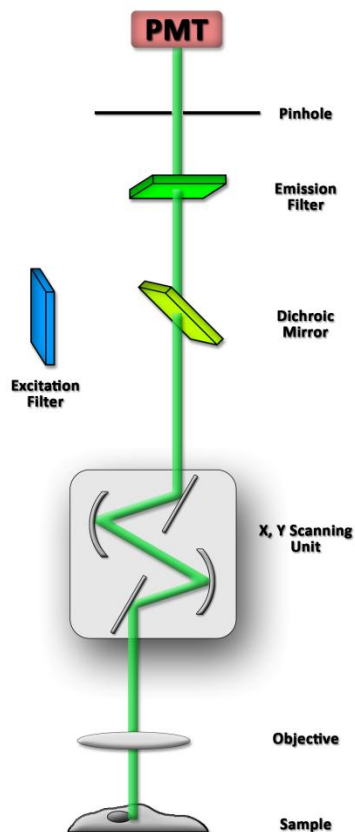 PMT
Pinhole
Emission
Filter
Dichroic
Mirror
Excitation
Filter
X, Y Scanning
Unit
Objective
Sample